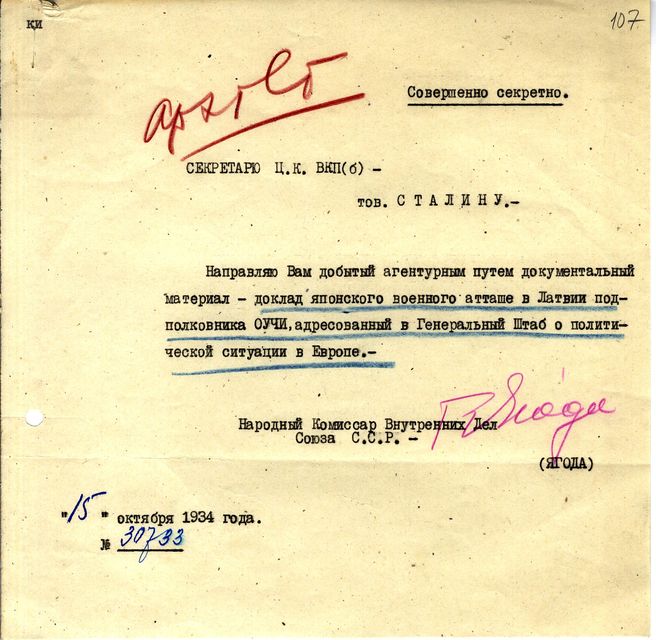 ки
107
архив
Совершенно секретно.
СЕКРЕТАРЮ Ц.К. ВКП(б) -
тов. СТАЛИНУ.-
Направляю Вам добытый агентурным путем документальный
материал - доклад японского военного атташе в Латвии под-
полковника ОУЧИ,адресованный в Генеральный Штаб о полити-
ческой ситуации в Европе.-
Народный Комиссар Внутренних Дел
Союза С.С.Р. -
Г. Ягода
(ЯГОДА)
"15" октября 1934 года.
№ 30733